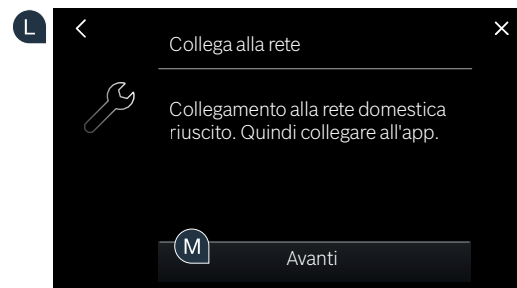 L
Collega alla rete
Collegamento alla rete domestica
riuscito. Quindi collegare all'app.
M
Avanti